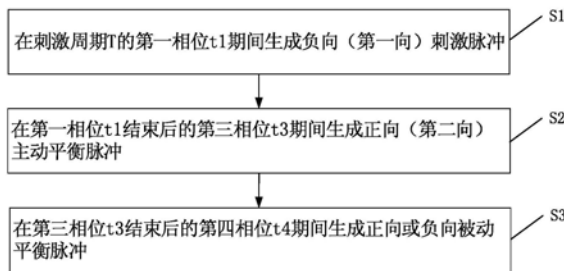 在刺激周期T的第一相位t1期间生成负向（第一向）刺激脉冲
S1
在第一相位t1结束后的第三相位t3期间生成正向（第二向）
主动平衡脉冲
S2
在第三相位t3结束后的第四相位t4期间生成正向或负向被动
平衡脉冲
S3